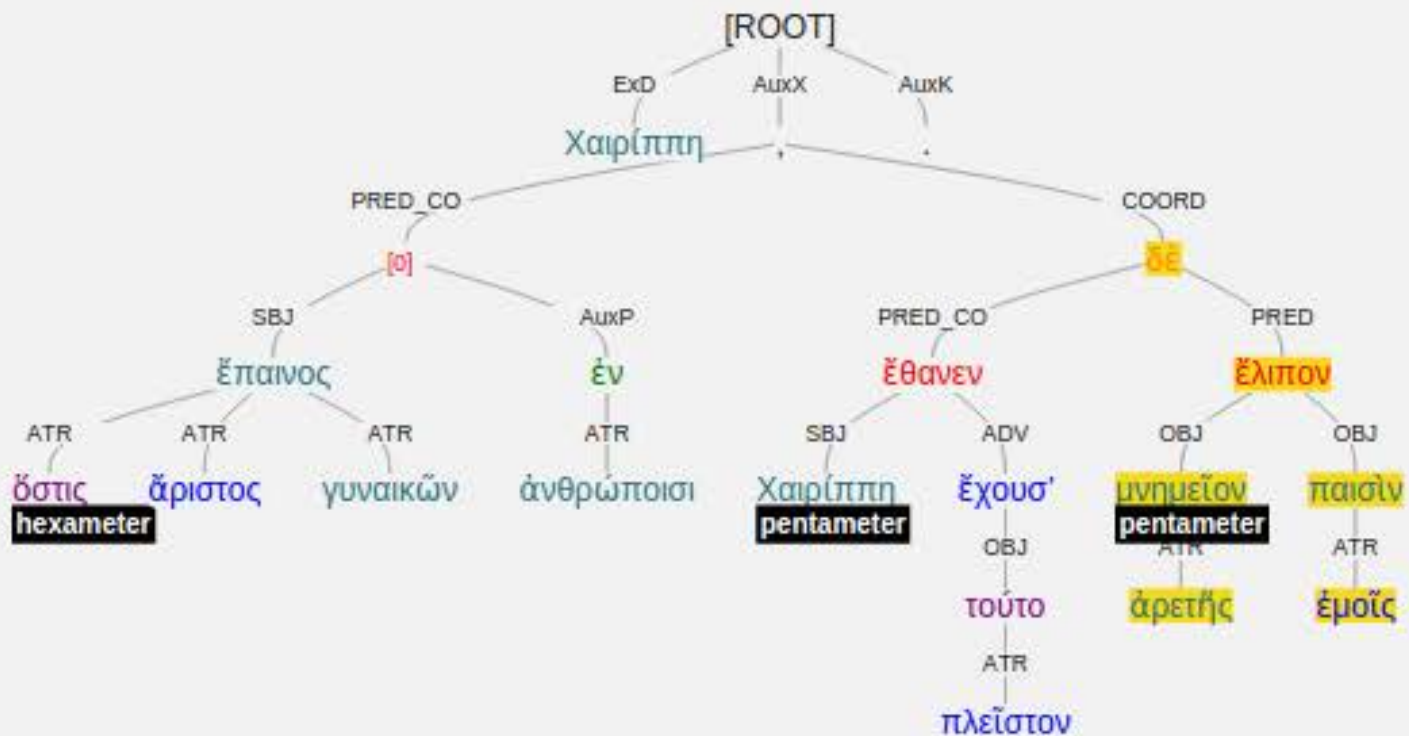 [ROOT]
ExD AuxX AuxK
Χαιρίππη , .
PRED_CO COORD
[0] δὲ
SBJ AuxP PRED_CO PRED
ἔπαινος ἐν ἔθανεν ἔλιπον
ATR ATR ATR ATR SBJ ADV OBJ OBJ
ὅστις ἄριστος γυναικῶν ἀνθρώποισι Χαιρίππη ἔχουσ' μνημεῖον παισὶν
hexameter pentameter pentameter
OBJ ATR ATR
τούτο ἀρετῆς ἐμοῖς
ATR
πλεῖστον